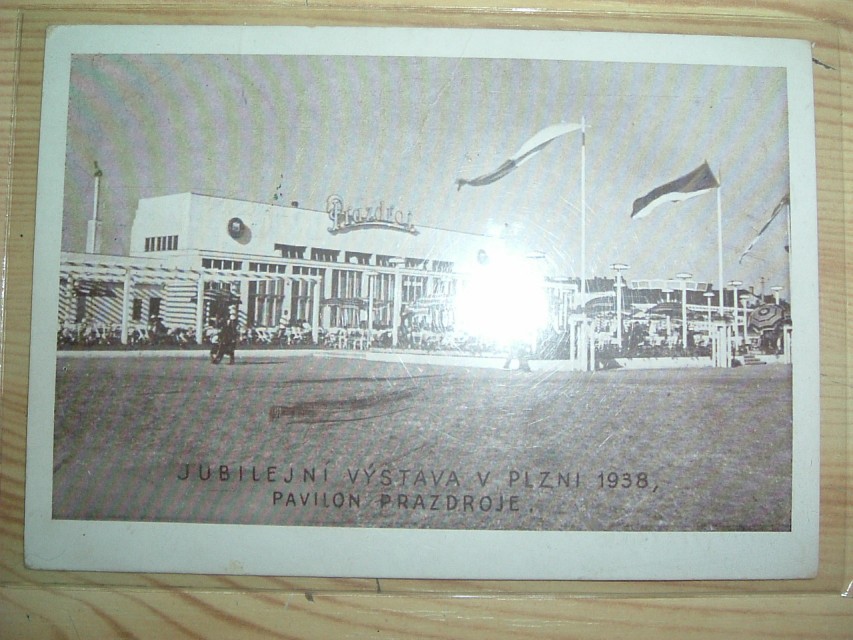 Prazdroj
JUBILEJNÍ VÝSTAVA V PLZNI 1938,
PAVILON PRAZDROJE.